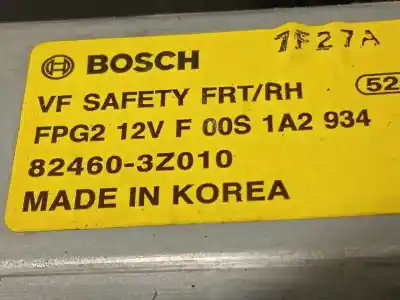 BOSCH
1F27A
VF SAFETY FRT/RH
52
FPG2 12V F 00S 1A2 934
82460-3Z010
MADE IN KOREA